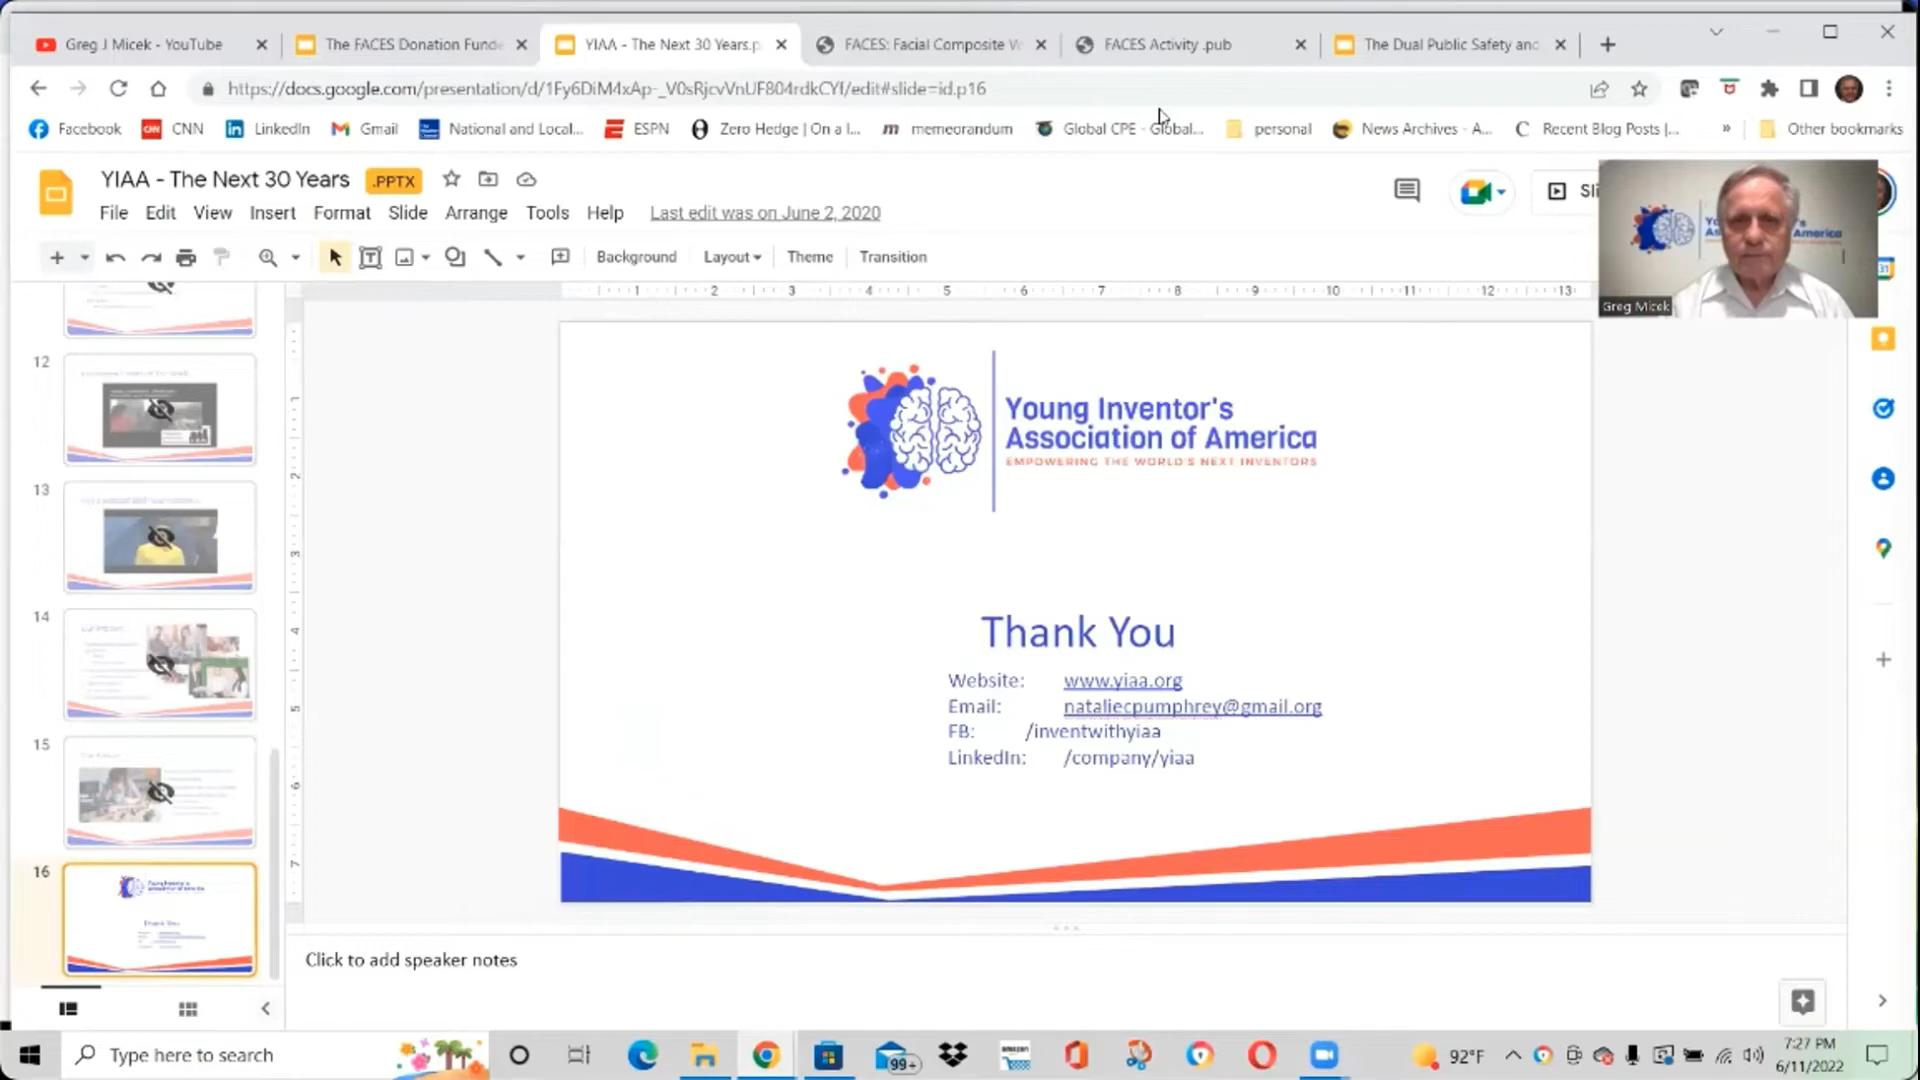 Greg J Micek - YouTube
The FACES Donation Funde
YIAA - The Next 30 Years.p
FACES: Facial Composite W
FACES Activity .pub
The Dual Public Safety and
https://docs.google.com/presentation/d/1Fy6DiM4xAp-_V0sRjcvVnUF804rdkCYI/edit#slide=id.p16
Facebook
CNN
LinkedIn
Gmail
National and Local...
ESPN
Zero Hedge | On a l...
memeorandum
Global CPE - Global...
personal
News Archives - A...
Recent Blog Posts |...
»
Other bookmarks
YIAA - The Next 30 Years
.PPTX
File Edit View Insert Format Slide Arrange Tools Help
Last edit was on June 2, 2020
Background Layout Theme Transition
Greg Micek
12
13
14
15
16
Young Inventor's
Association of America
EMPOWERING THE WORLD'S NEXT INVENTORS
Thank You
Website: www.yiaa.org
Email: nataliecpumphrey@gmail.org
FB: /inventwithyiaa
LinkedIn: /company/yiaa
Click to add speaker notes
Type here to search
99+
92°F
7:27 PM
6/11/2022